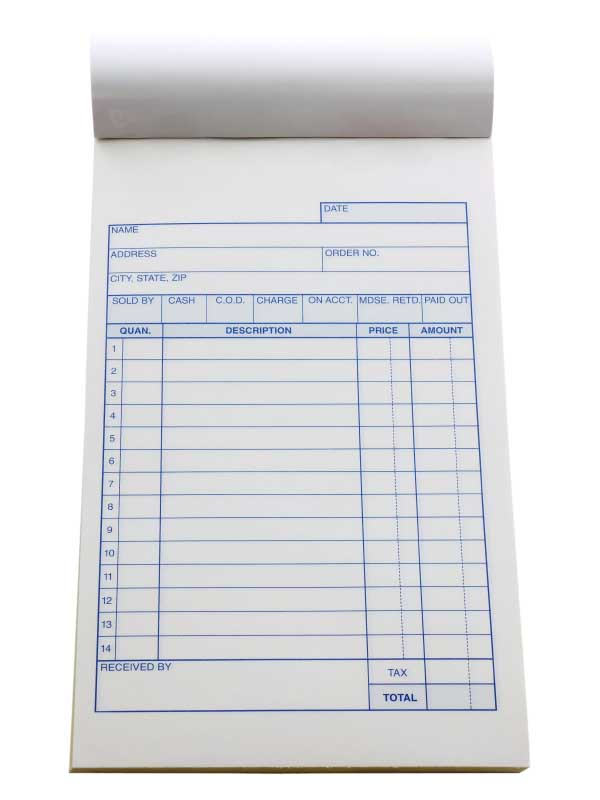 DATE
NAME
ADDRESS ORDER NO.
CITY, STATE, ZIP
SOLD BY CASH C.O.D. CHARGE ON ACCT. MDSE. RETD. PAID OUT
QUAN. DESCRIPTION PRICE AMOUNT
1
2
3
4
5
6
7
8
9
10
11
12
13
14
RECEIVED BY TAX
TOTAL